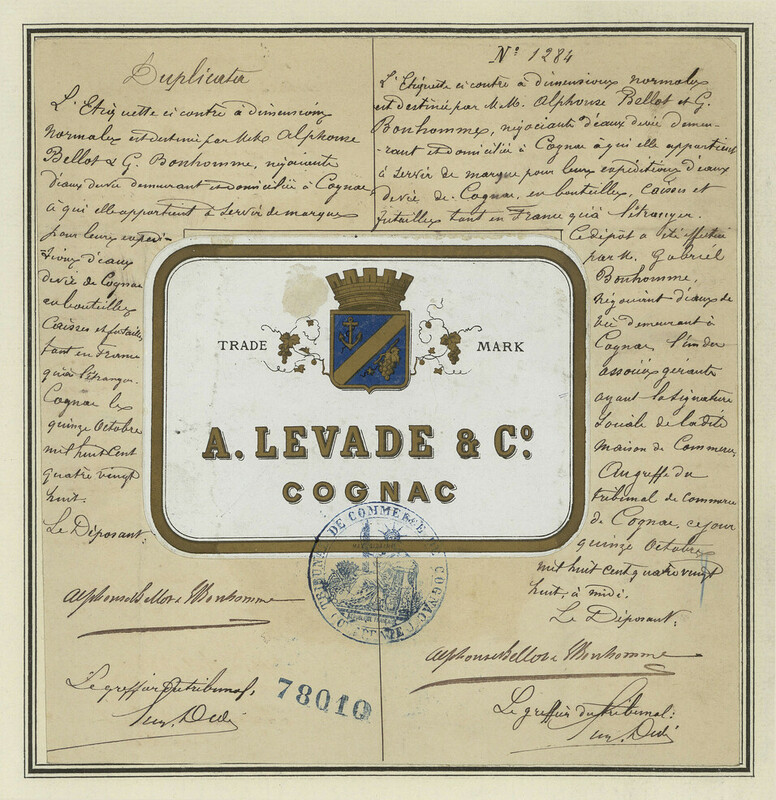 Duplicata
L'Etiquette ci contre à dimensions
normales est destinée par MM. Alphonse
Bellot & G. Bonhomme, négociants
d'eaux de vie demeurant et domiciliés à Cognac
à qui elle appartient à servir de marque
pour leurs expédi-
tions d'eaux
de vie de Cognac
en bouteilles
Caisses et futailles
tant en France
qu'à l'étranger.
Cognac le
quinze Octobre
mil huit Cent
quatre vingt
huit.
Le Déposant:
Alphonse Bellot & Bonhomme
Le greffier du tribunal,
78010
N° 1284
L'Etiquette ci contre à dimensions normales
est destinée par M.M. Alphonse Bellot et G.
Bonhomme, négociants d'eaux de vie demeu-
rant et domiciliés à Cognac à qui elle appartient
à servir de marque pour leurs expéditions d'eaux
de vie de Cognac, en bouteilles, caisses et
futailles tant en France qu'à l'étranger.
Ce dépôt a été effectué
par M. Gabriel
Bonhomme,
négociant d'eaux de
vie demeurant à
Cognac, l'un des
associés gérants
ayant la signature
sociale de la dite
maison de Commerce,
Au greffe du
tribunal de Commerce
de Cognac, ce jour
quinze Octobre
mil huit cent quatre vingt
huit, à midi.
Le Déposant:
Alphonse Bellot & Bonhomme
Le greffier du tribunal:
TRADE MARK
A. LEVADE & Co.
COGNAC
TRIBUNAL DE COMMERCE DE COGNAC